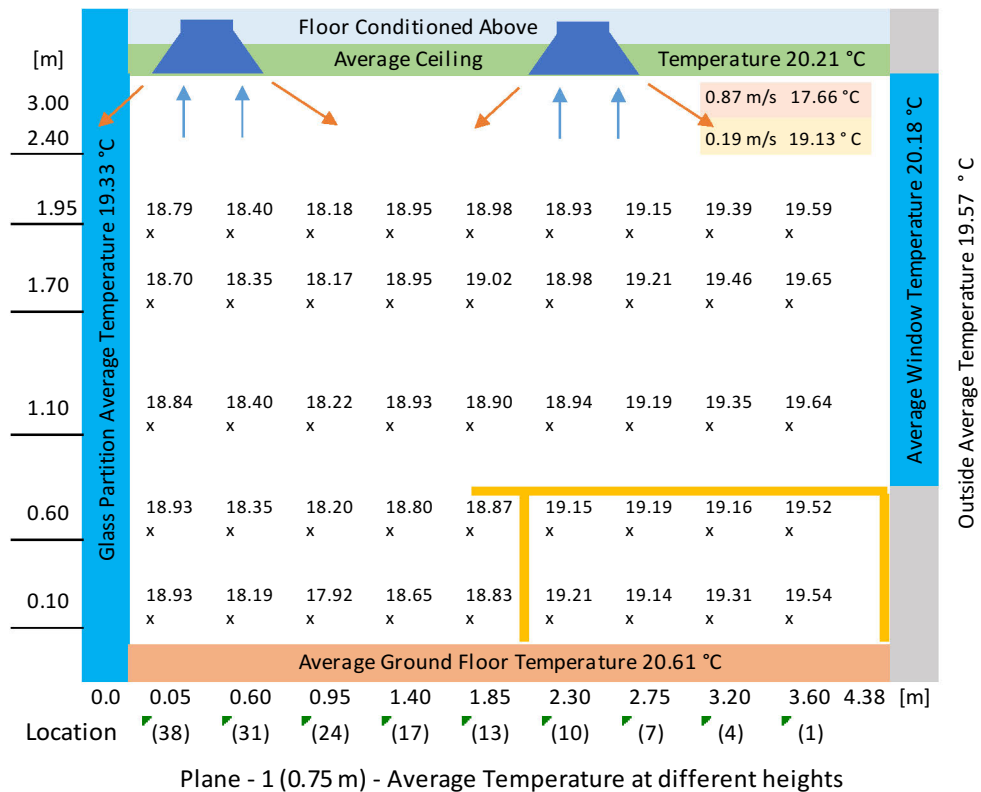 Floor Conditioned Above
[m] Average Ceiling Temperature 20.21 °C
3.00 0.87 m/s 17.66 °C
2.40 0.19 m/s 19.13 ° C
1.95 18.79 18.40 18.18 18.95 18.98 18.93 19.15 19.39 19.59
x x x x x x x x x
1.70 18.70 18.35 18.17 18.95 19.02 18.98 19.21 19.46 19.65
x x x x x x x x x
1.10 18.84 18.40 18.22 18.93 18.90 18.94 19.19 19.35 19.64
x x x x x x x x x
0.60 18.93 18.35 18.20 18.80 18.87 19.15 19.19 19.16 19.52
x x x x x x x x x
0.10 18.93 18.19 17.92 18.65 18.83 19.21 19.14 19.31 19.54
x x x x x x x x x
Glass Partition Average Temperature 19.33 °C
Average Window Temperature 20.18 °C
Outside Average Temperature 19.57 ° C
Average Ground Floor Temperature 20.61 °C
0.0 0.05 0.60 0.95 1.40 1.85 2.30 2.75 3.20 3.60 4.38 [m]
Location (38) (31) (24) (17) (13) (10) (7) (4) (1)
Plane - 1 (0.75 m) - Average Temperature at different heights